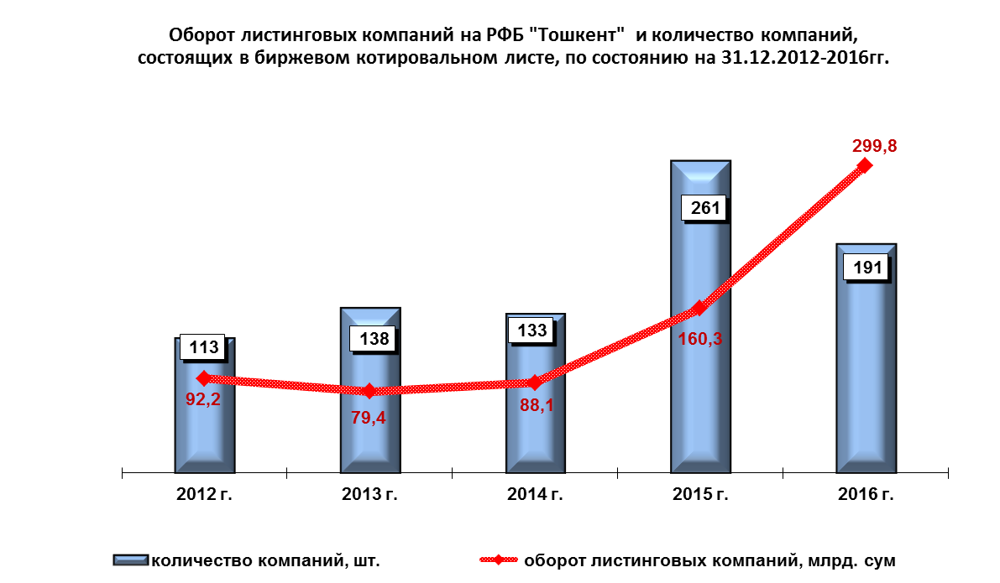 Оборот листинговых компаний на РФБ "Тошкент" и количество компаний,
состоящих в биржевом котировальном листе, по состоянию на 31.12.2012-2016гг.
299,8
261
191
138
133
113
160,3
92,2
79,4
88,1
2012 г.
2013 г.
2014 г.
2015 г.
2016 г.
количество компаний, шт.
оборот листинговых компаний, млрд. сум